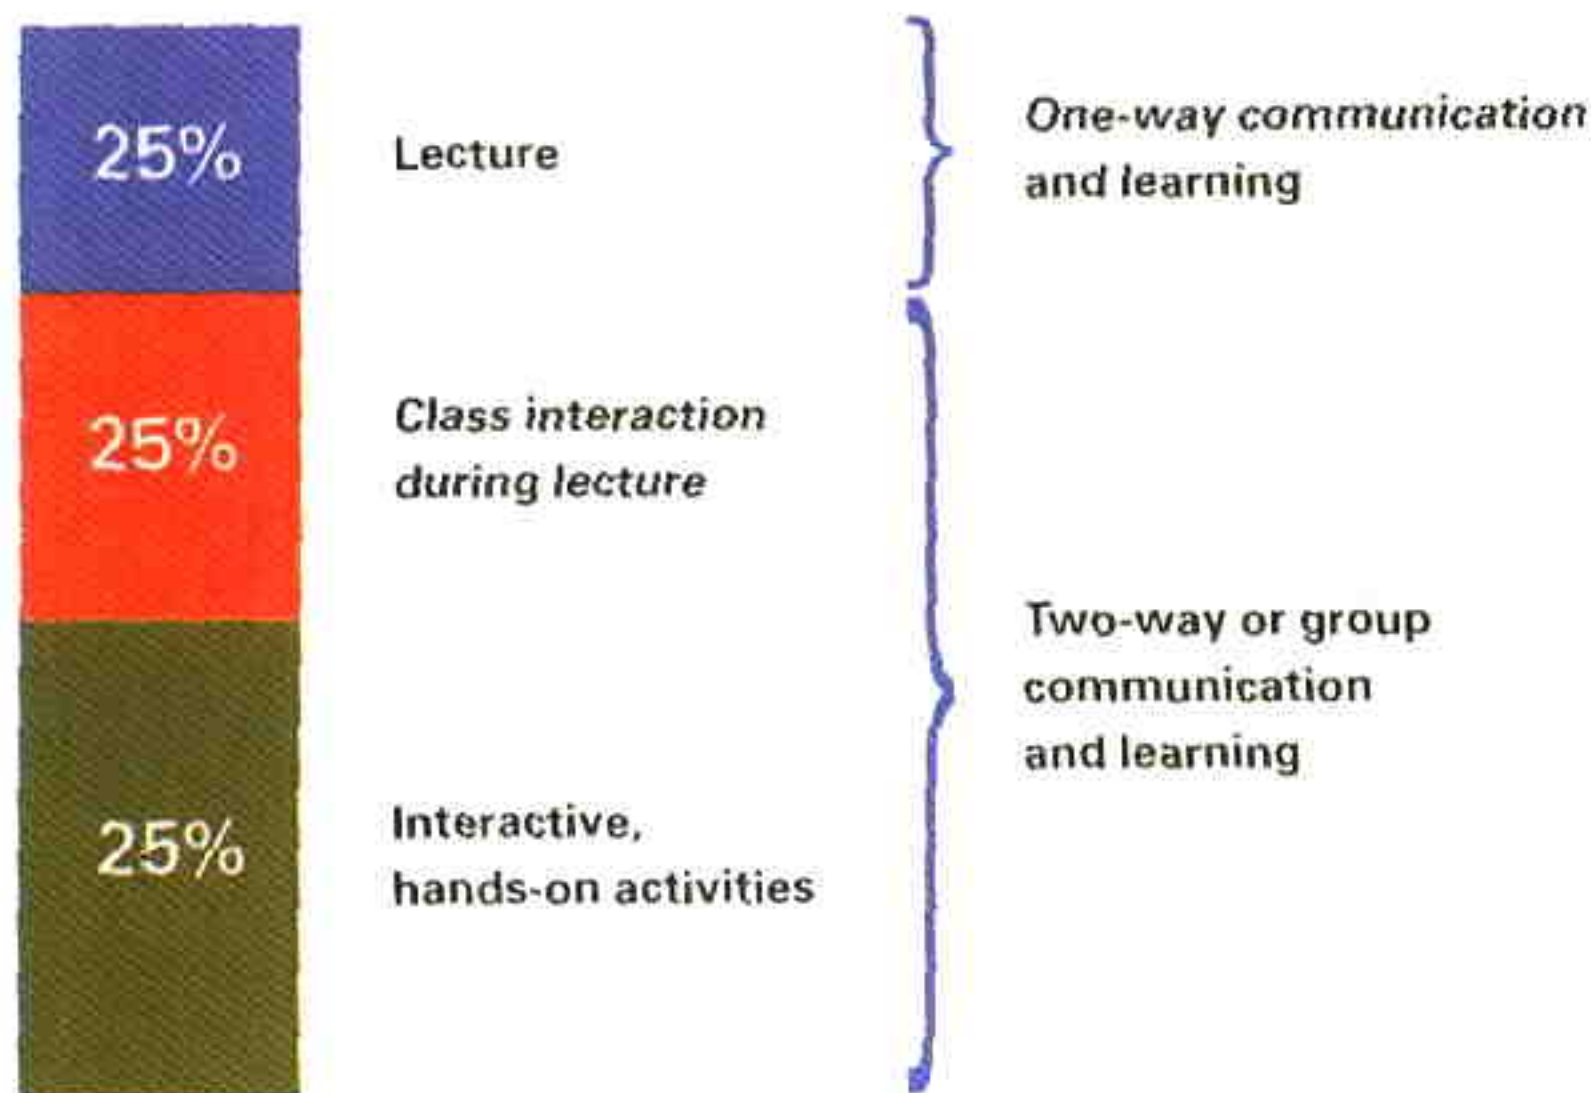 25%
Lecture
One-way communication
and learning
25%
Class interaction
during lecture
Two-way or group
communication
and learning
25%
Interactive,
hands-on activities